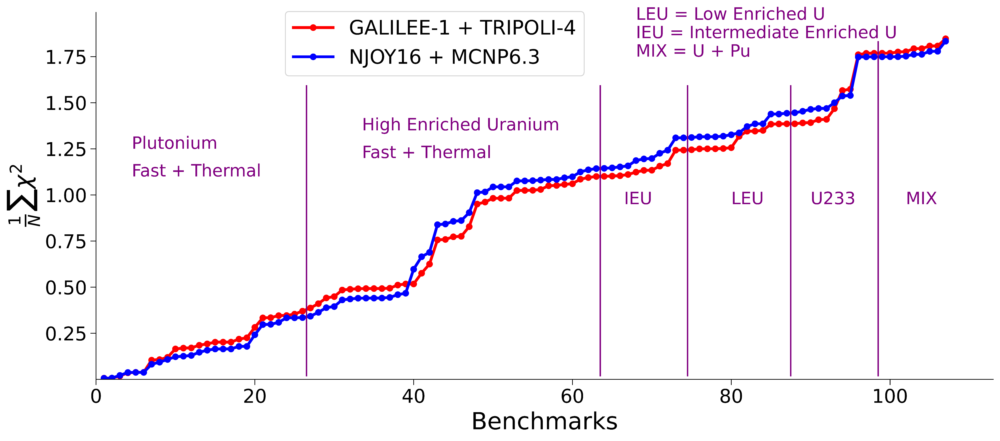 GALILEE-1 + TRIPOLI-4
NJOY16 + MCNP6.3
LEU = Low Enriched U
IEU = Intermediate Enriched U
MIX = U + Pu
Plutonium
Fast + Thermal
High Enriched Uranium
Fast + Thermal
IEU
LEU
U233
MIX
1.75
1.50
1.25
1.00
0.75
0.50
0.25
1/N ∑ χ²
0
20
40
60
80
100
Benchmarks